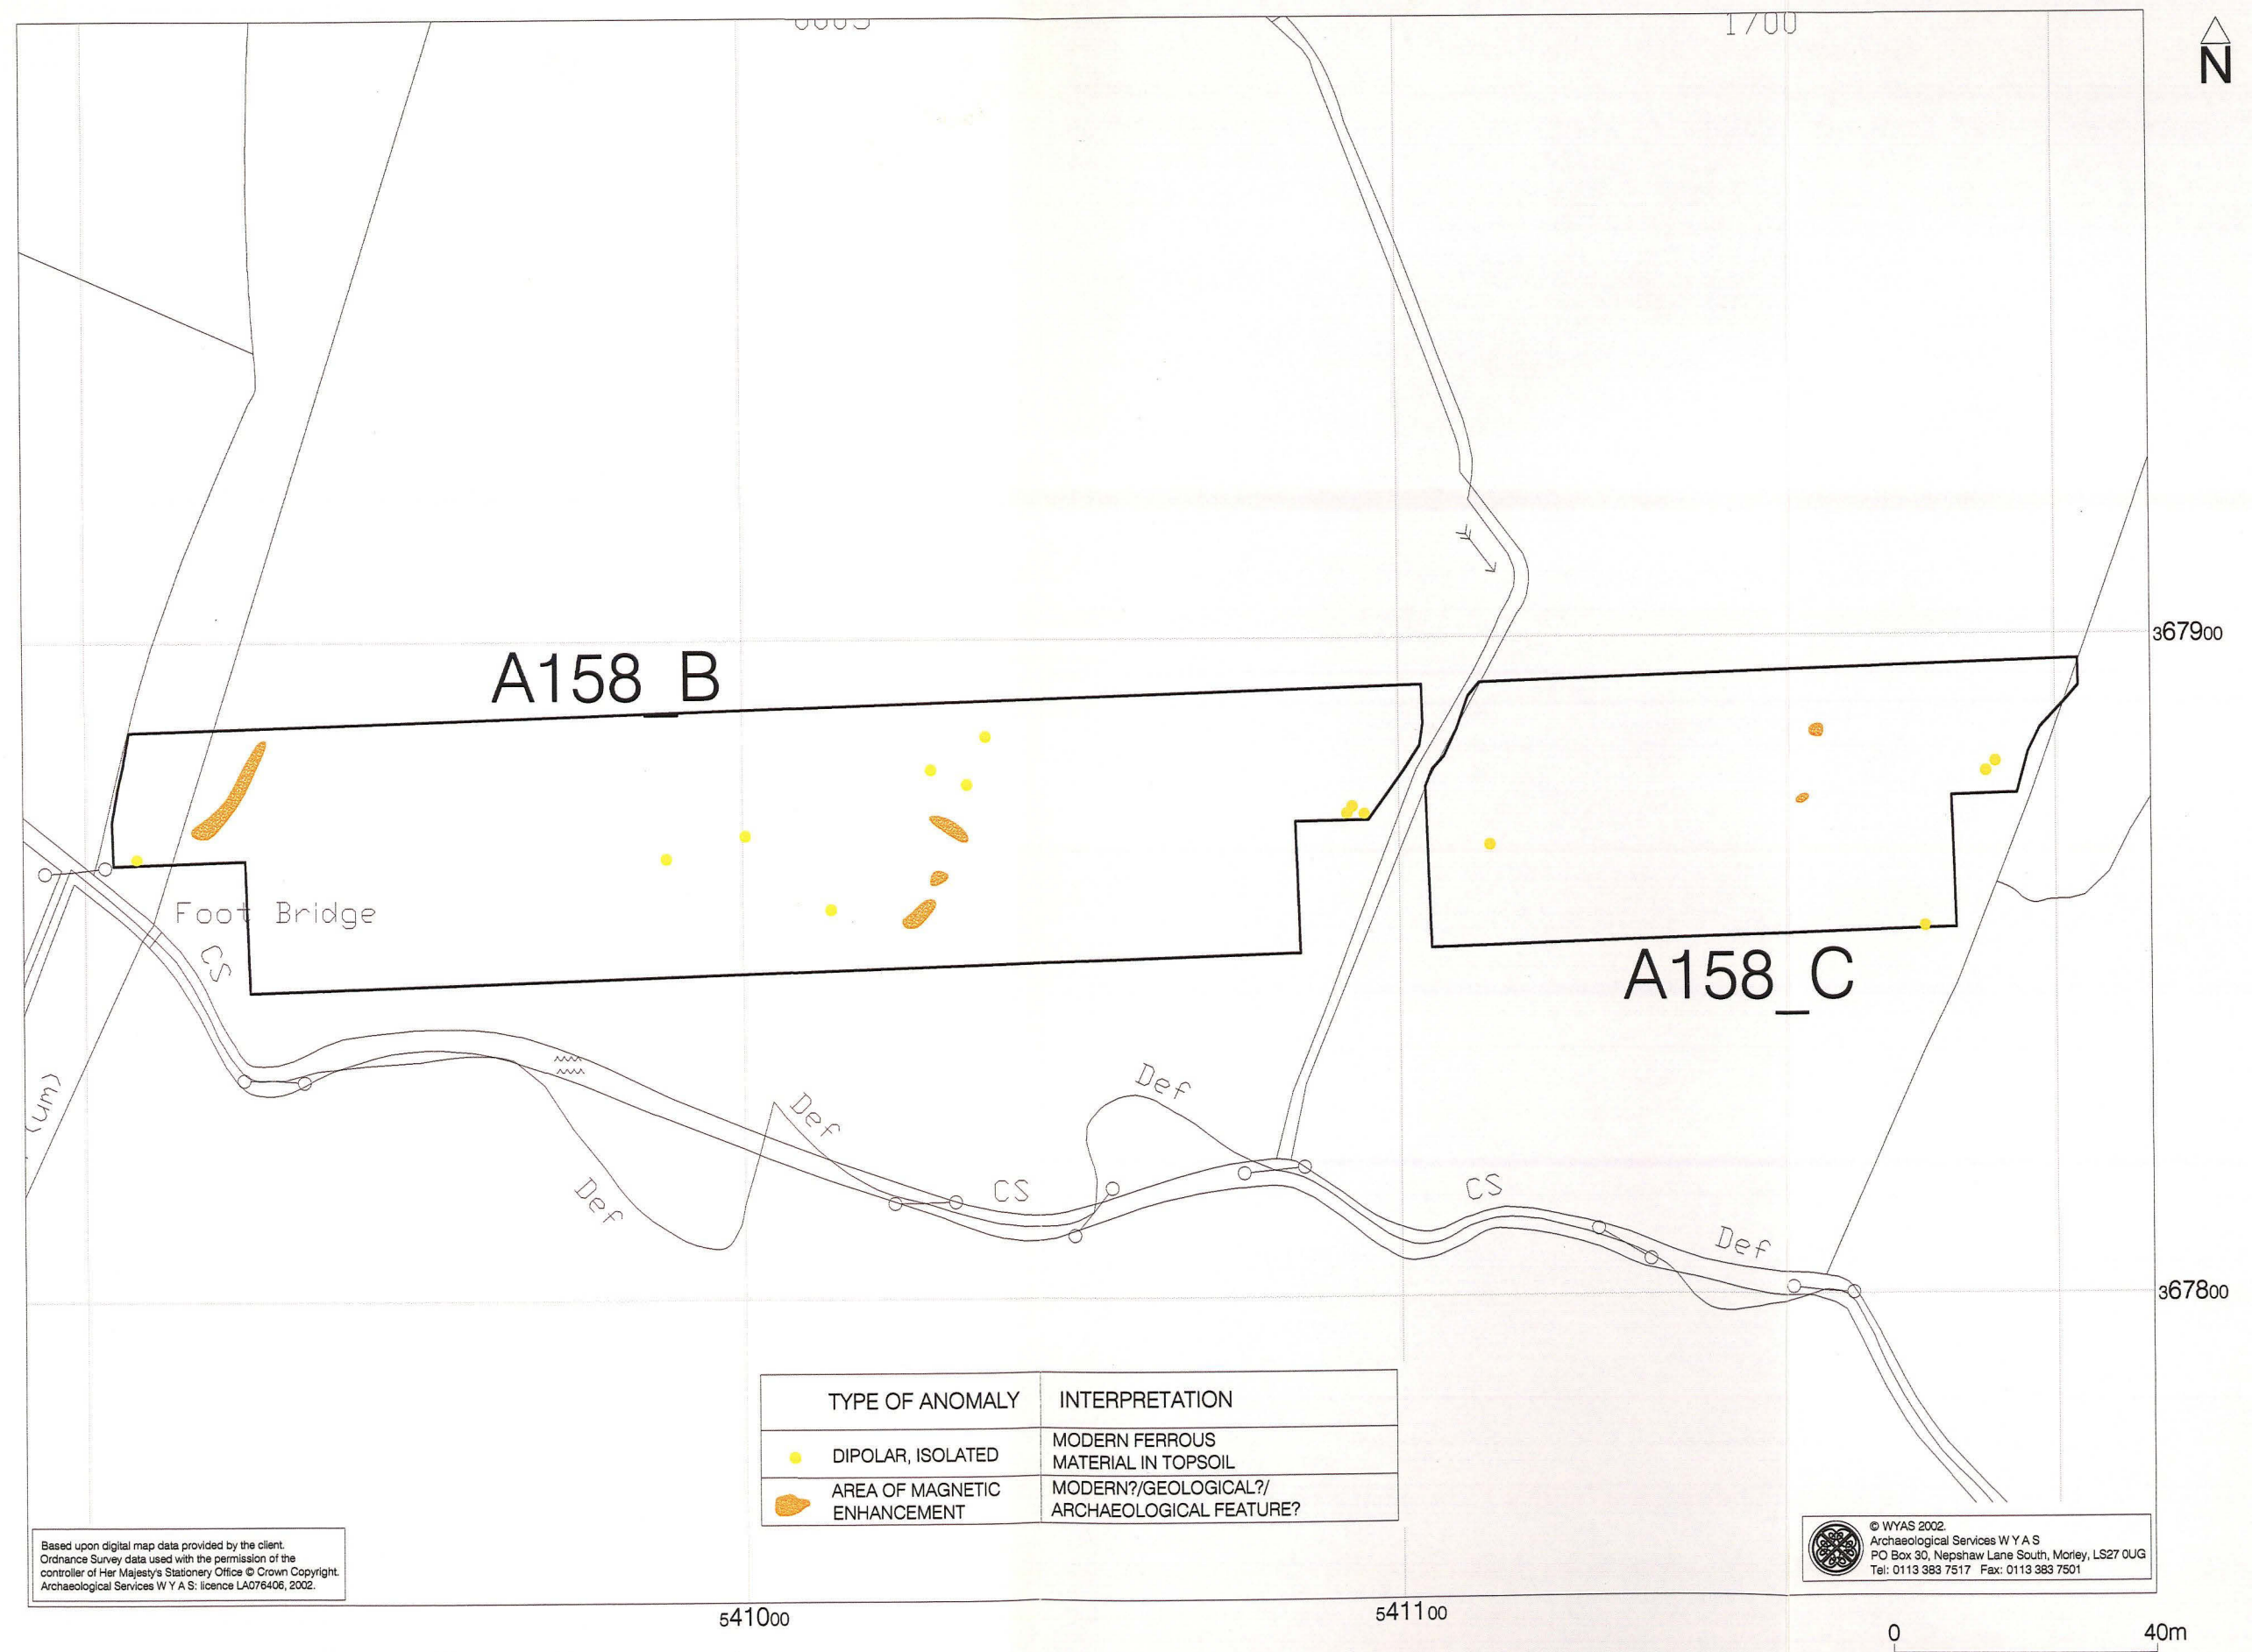 1700
N
367900
A158_B
Foot Bridge
CS
A158_C
(um)
Def
Def
Def
CS
CS
Def
367800
TYPE OF ANOMALY INTERPRETATION
DIPOLAR, ISOLATED
MODERN FERROUS
MATERIAL IN TOPSOIL
AREA OF MAGNETIC
ENHANCEMENT
MODERN?/GEOLOGICAL?/
ARCHAEOLOGICAL FEATURE?
Based upon digital map data provided by the client.
Ordnance Survey data used with the permission of the
controller of Her Majesty's Stationery Office © Crown Copyright.
Archaeological Services W Y A S: licence LA076406, 2002.
© WYAS 2002.
Archaeological Services W Y A S
PO Box 30, Nepshaw Lane South, Morley, LS27 0UG
Tel: 0113 383 7517 Fax: 0113 383 7501
541000
541100
0 40m